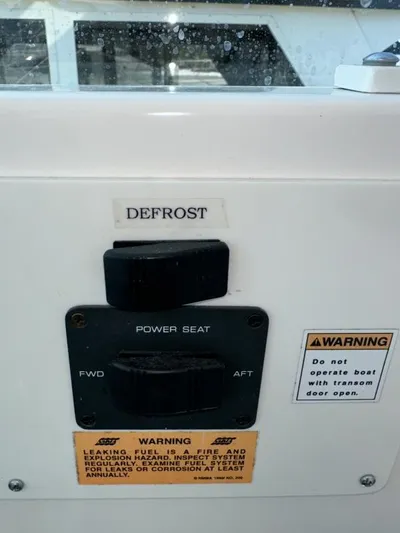 DEFROST
POWER SEAT
FWD
AFT
WARNING
Do not
operate boat
with transom
door open.
WARNING
LEAKING FUEL IS A FIRE AND
EXPLOSION HAZARD. INSPECT SYSTEM
REGULARLY. EXAMINE FUEL SYSTEM
FOR LEAKS OR CORROSION AT LEAST
ANNUALLY.